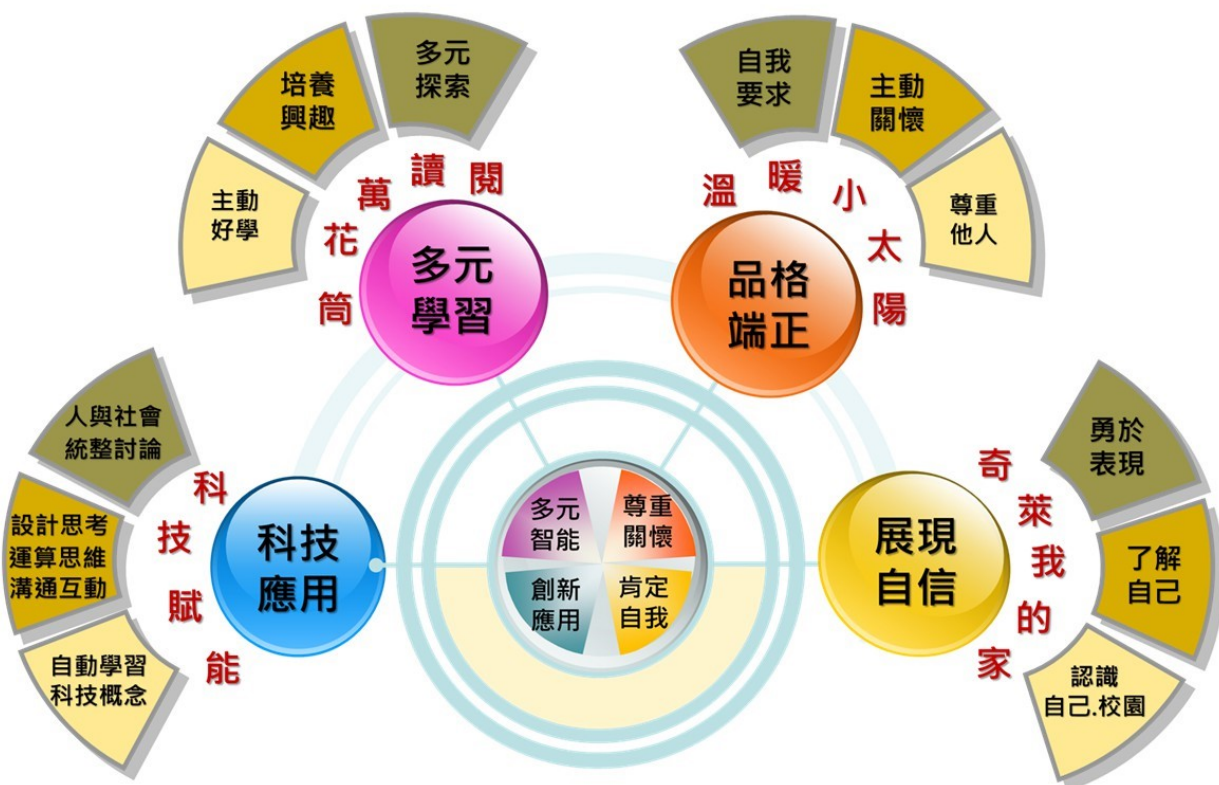 多元
探索
培養
興趣
主動
好學
閱讀萬花筒
多元
學習
自我
要求
主動
關懷
尊重
他人
溫暖小太陽
品格
端正
人與社會
統整討論
設計思考
運算思維
溝通互動
自動學習
科技概念
科技賦能
科技
應用
多元
智能
尊重
關懷
創新
應用
肯定
自我
展現
自信
奇萊我的家
勇於
表現
了解
自己
認識
自己.校園